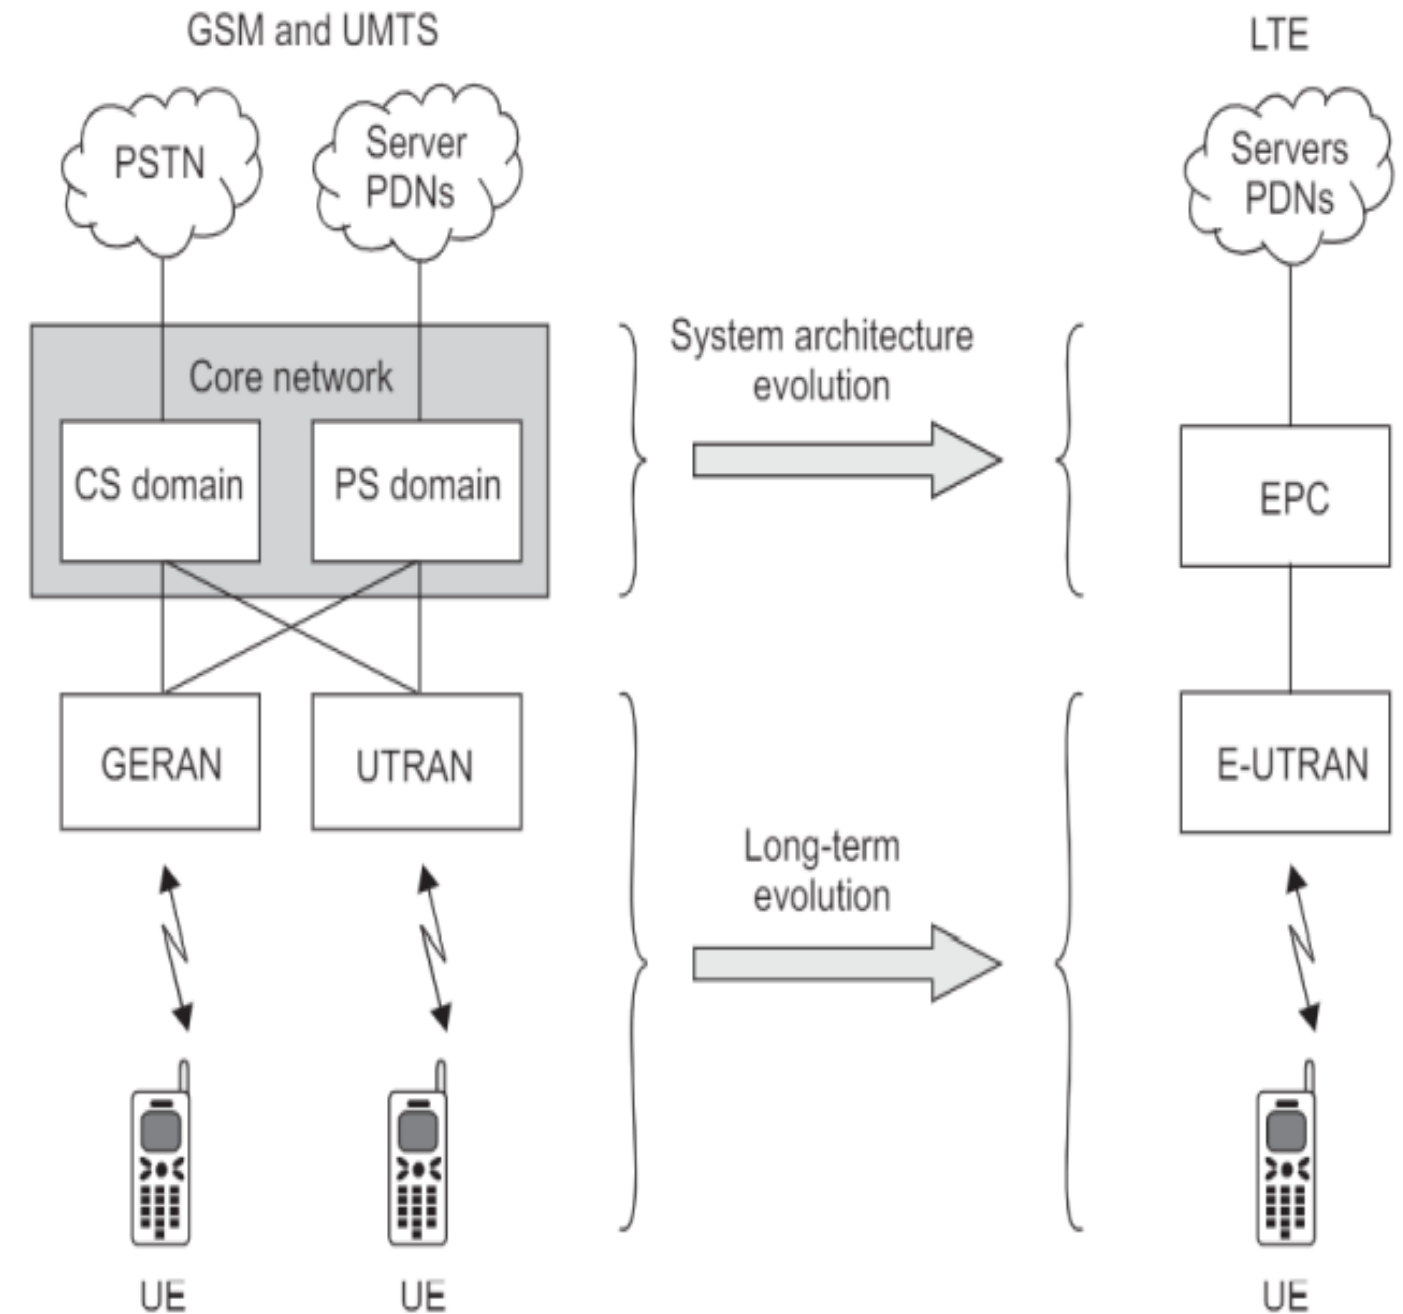 GSM and UMTS
LTE
PSTN
Server
PDNs
Servers
PDNs
Core network
System architecture
evolution
CS domain
PS domain
EPC
GERAN
UTRAN
E-UTRAN
Long-term
evolution
UE
UE
UE